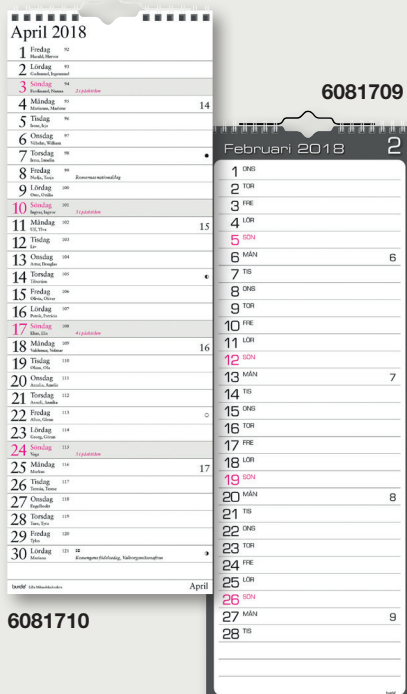 April 2018
1 Fredag 92
Harald, Hervor
2 Lördag 93
Gudmund, Ingemund
3 Söndag 94
Ferdinand, Nanna 2 i påsktiden
4 Måndag 95
Marianne, Marlene 14
5 Tisdag 96
Irene, Irja
6 Onsdag 97
Vilhelm, William
7 Torsdag 98
Irma, Irmelin
8 Fredag 99
Nadja, Tanja
9 Lördag 100
Otto, Ottilia
10 Söndag 101
Ingvar, Ingvor 3 i påsktiden
11 Måndag 102
Ulf, Ylva 15
12 Tisdag 103
Liv
13 Onsdag 104
Artur, Douglas
14 Torsdag 105
Tiburtius
15 Fredag 106
Olivia, Oliver
16 Lördag 107
Patrik, Patricia
17 Söndag 108
Elias, Elis 4 i påsktiden
18 Måndag 109
Valdemar, Volmar 16
19 Tisdag 110
Olaus, Ola
20 Onsdag 111
Amalia, Amelie
21 Torsdag 112
Anneli, Annika
22 Fredag 113
Allan, Glenn
23 Lördag 114
Georg, Göran
24 Söndag 115
Vega 5 i påsktiden
25 Måndag 116
Markus 17
26 Tisdag 117
Teresia, Terese
27 Onsdag 118
Engelbrekt
28 Torsdag 119
Ture, Tyra
29 Fredag 120
Tyko
30 Lördag 121
Mariana Konungens födelsedag, Valborgsmässoafton
burde April
6081710
6081709
Februari 2018 2
1 ONS
2 TOR
3 FRE
4 LÖR
5 SÖN
6 MÅN 6
7 TIS
8 ONS
9 TOR
10 FRE
11 LÖR
12 SÖN
13 MÅN 7
14 TIS
15 ONS
16 TOR
17 FRE
18 LÖR
19 SÖN
20 MÅN 8
21 TIS
22 ONS
23 TOR
24 FRE
25 LÖR
26 SÖN
27 MÅN 9
28 TIS
burde